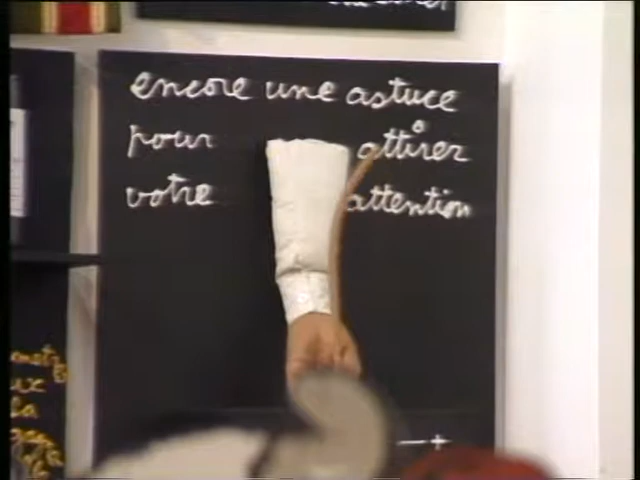 encore une astuce
pour attirer
votre attention